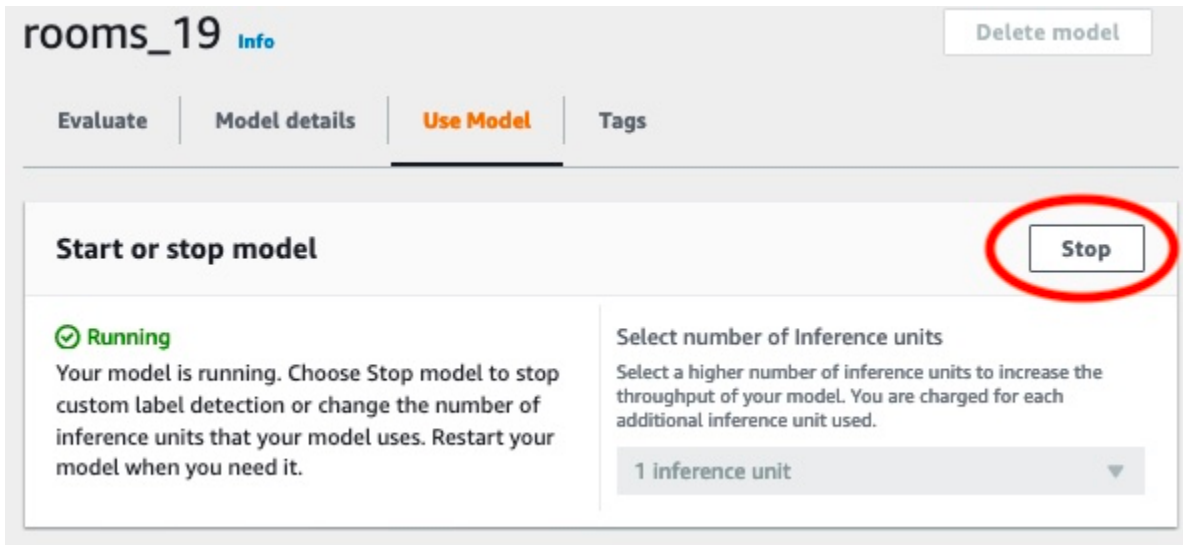 rooms_19 Info
Delete model
Evaluate
Model details
Use Model
Tags
Start or stop model
Stop
Running
Your model is running. Choose Stop model to stop
custom label detection or change the number of
inference units that your model uses. Restart your
model when you need it.
Select number of Inference units
Select a higher number of inference units to increase the
throughput of your model. You are charged for each
additional inference unit used.
1 inference unit